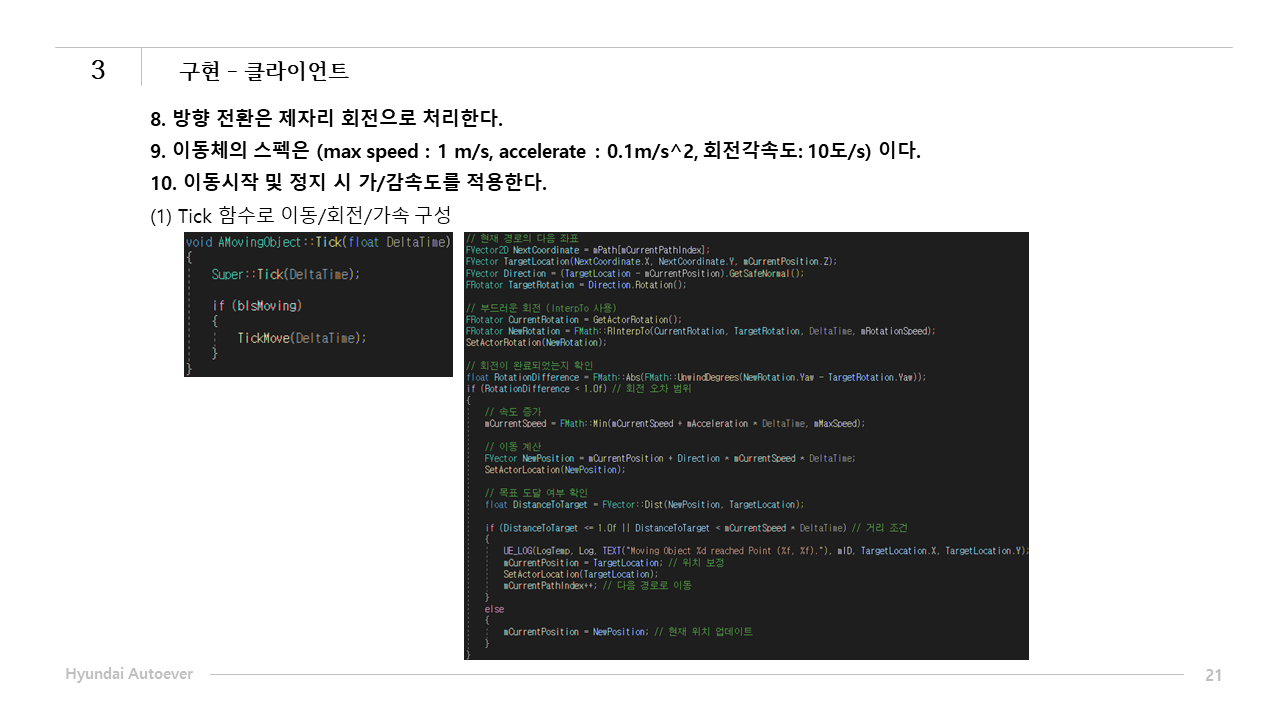 3
구현 - 클라이언트
8. 방향 전환은 제자리 회전으로 처리한다.
9. 이동체의 스펙은 (max speed : 1 m/s, accelerate : 0.1m/s^2, 회전각속도: 10도/s) 이다.
10. 이동시작 및 정지 시 가/감속도를 적용한다.
(1) Tick 함수로 이동/회전/가속 구성
void AMovingObject::Tick(float DeltaTime)
{
Super::Tick(DeltaTime);
if (bIsMoving)
{
TickMove(DeltaTime);
}
}
// 현재 경로의 다음 좌표
FVector2D NextCoordinate = mPath[mCurrentPathIndex];
FVector TargetLocation(NextCoordinate.X, NextCoordinate.Y, mCurrentPosition.Z);
FVector Direction = (TargetLocation - mCurrentPosition).GetSafeNormal();
FRotator TargetRotation = Direction.Rotation();
// 부드러운 회전 (InterpTo 사용)
FRotator CurrentRotation = GetActorRotation();
FRotator NewRotation = FMath::RInterpTo(CurrentRotation, TargetRotation, DeltaTime, mRotationSpeed);
SetActorRotation(NewRotation);
// 회전이 완료되었는지 확인
float RotationDifference = FMath::Abs(FMath::UnwindDegrees(NewRotation.Yaw - TargetRotation.Yaw));
if (RotationDifference < 1.0f) // 회전 오차 범위
{
// 속도 증가
mCurrentSpeed = FMath::Min(mCurrentSpeed + mAcceleration * DeltaTime, mMaxSpeed);
// 이동 계산
FVector NewPosition = mCurrentPosition + Direction * mCurrentSpeed * DeltaTime;
SetActorLocation(NewPosition);
// 목표 도달 여부 확인
float DistanceToTarget = FVector::Dist(NewPosition, TargetLocation);
if (DistanceToTarget <= 1.0f || DistanceToTarget < mCurrentSpeed * DeltaTime) // 거리 조건
{
UE_LOG(LogTemp, Log, TEXT("Moving Object %d reached Point (%f, %f)."), mID, TargetLocation.X, TargetLocation.Y);
mCurrentPosition = TargetLocation; // 위치 보정
SetActorLocation(TargetLocation);
mCurrentPathIndex++; // 다음 경로로 이동
}
else
{
mCurrentPosition = NewPosition; // 현재 위치 업데이트
}
}
Hyundai Autoever
21